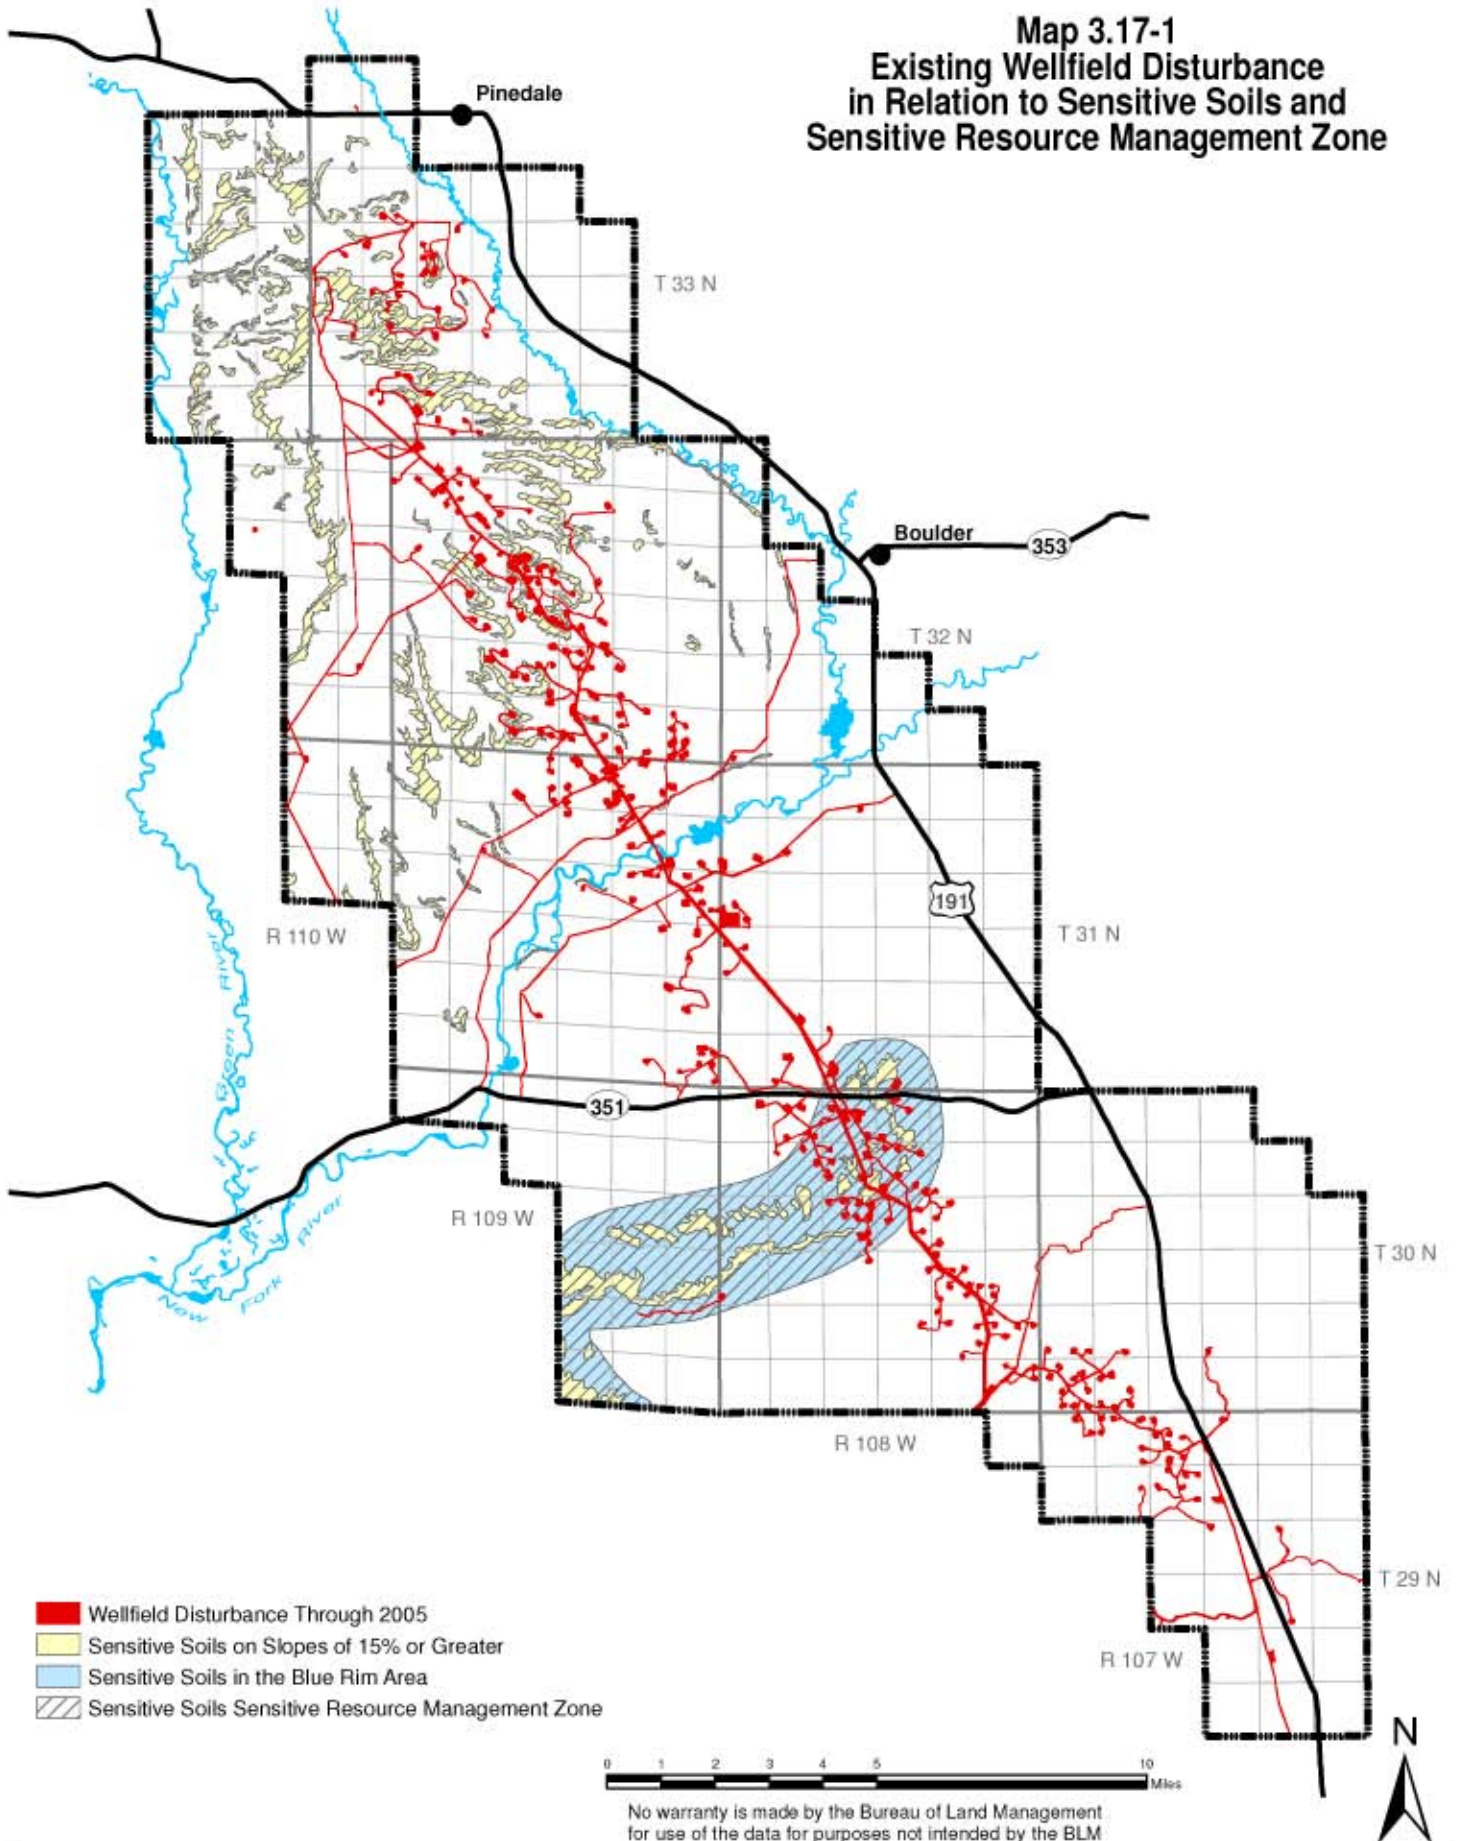 Map 3.17-1
Existing Wellfield Disturbance
in Relation to Sensitive Soils and
Sensitive Resource Management Zone
Pinedale
T 33 N
Boulder
353
T 32 N
191
T 31 N
R 110 W
Green River
351
R 109 W
New Fork River
T 30 N
R 108 W
T 29 N
R 107 W
Wellfield Disturbance Through 2005
Sensitive Soils on Slopes of 15% or Greater
Sensitive Soils in the Blue Rim Area
Sensitive Soils Sensitive Resource Management Zone
N
0 1 2 3 4 5 10
Miles
No warranty is made by the Bureau of Land Management
for use of the data for purposes not intended by the BLM